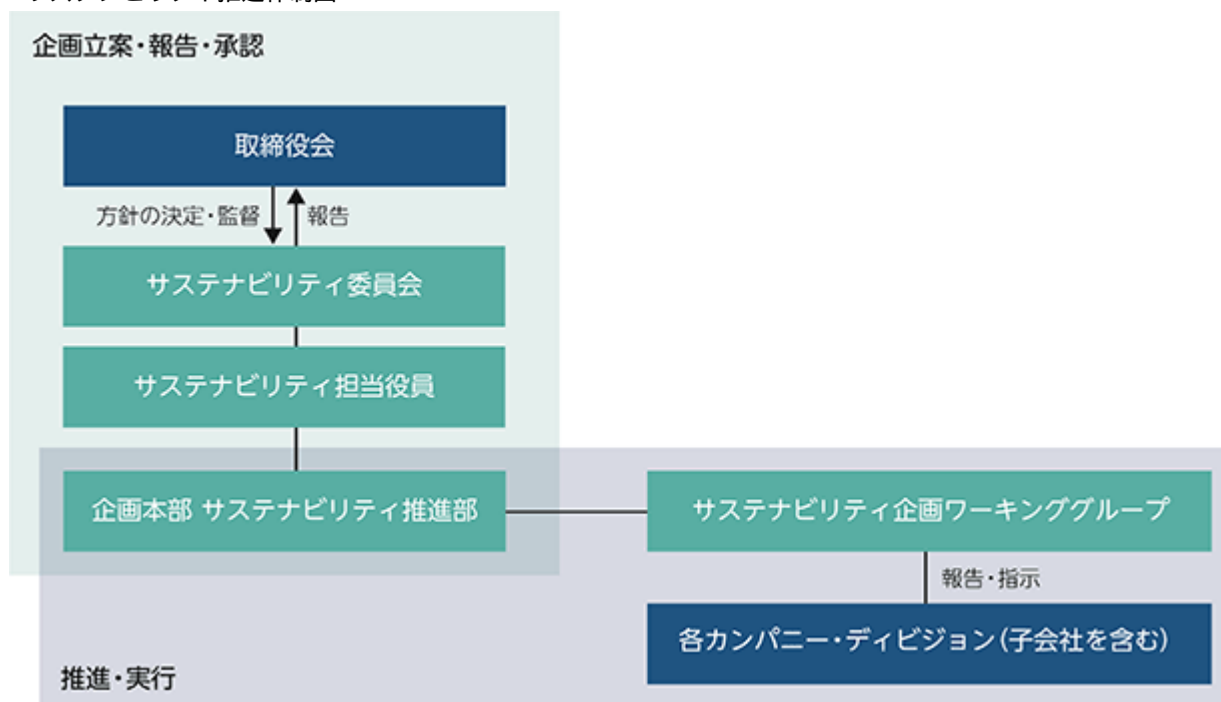 企画立案・報告・承認
取締役会
方針の決定・監督
報告
サステナビリティ委員会
サステナビリティ担当役員
企画本部 サステナビリティ推進部
サステナビリティ企画ワーキンググループ
報告・指示
各カンパニー・ディビジョン(子会社を含む)
推進・実行